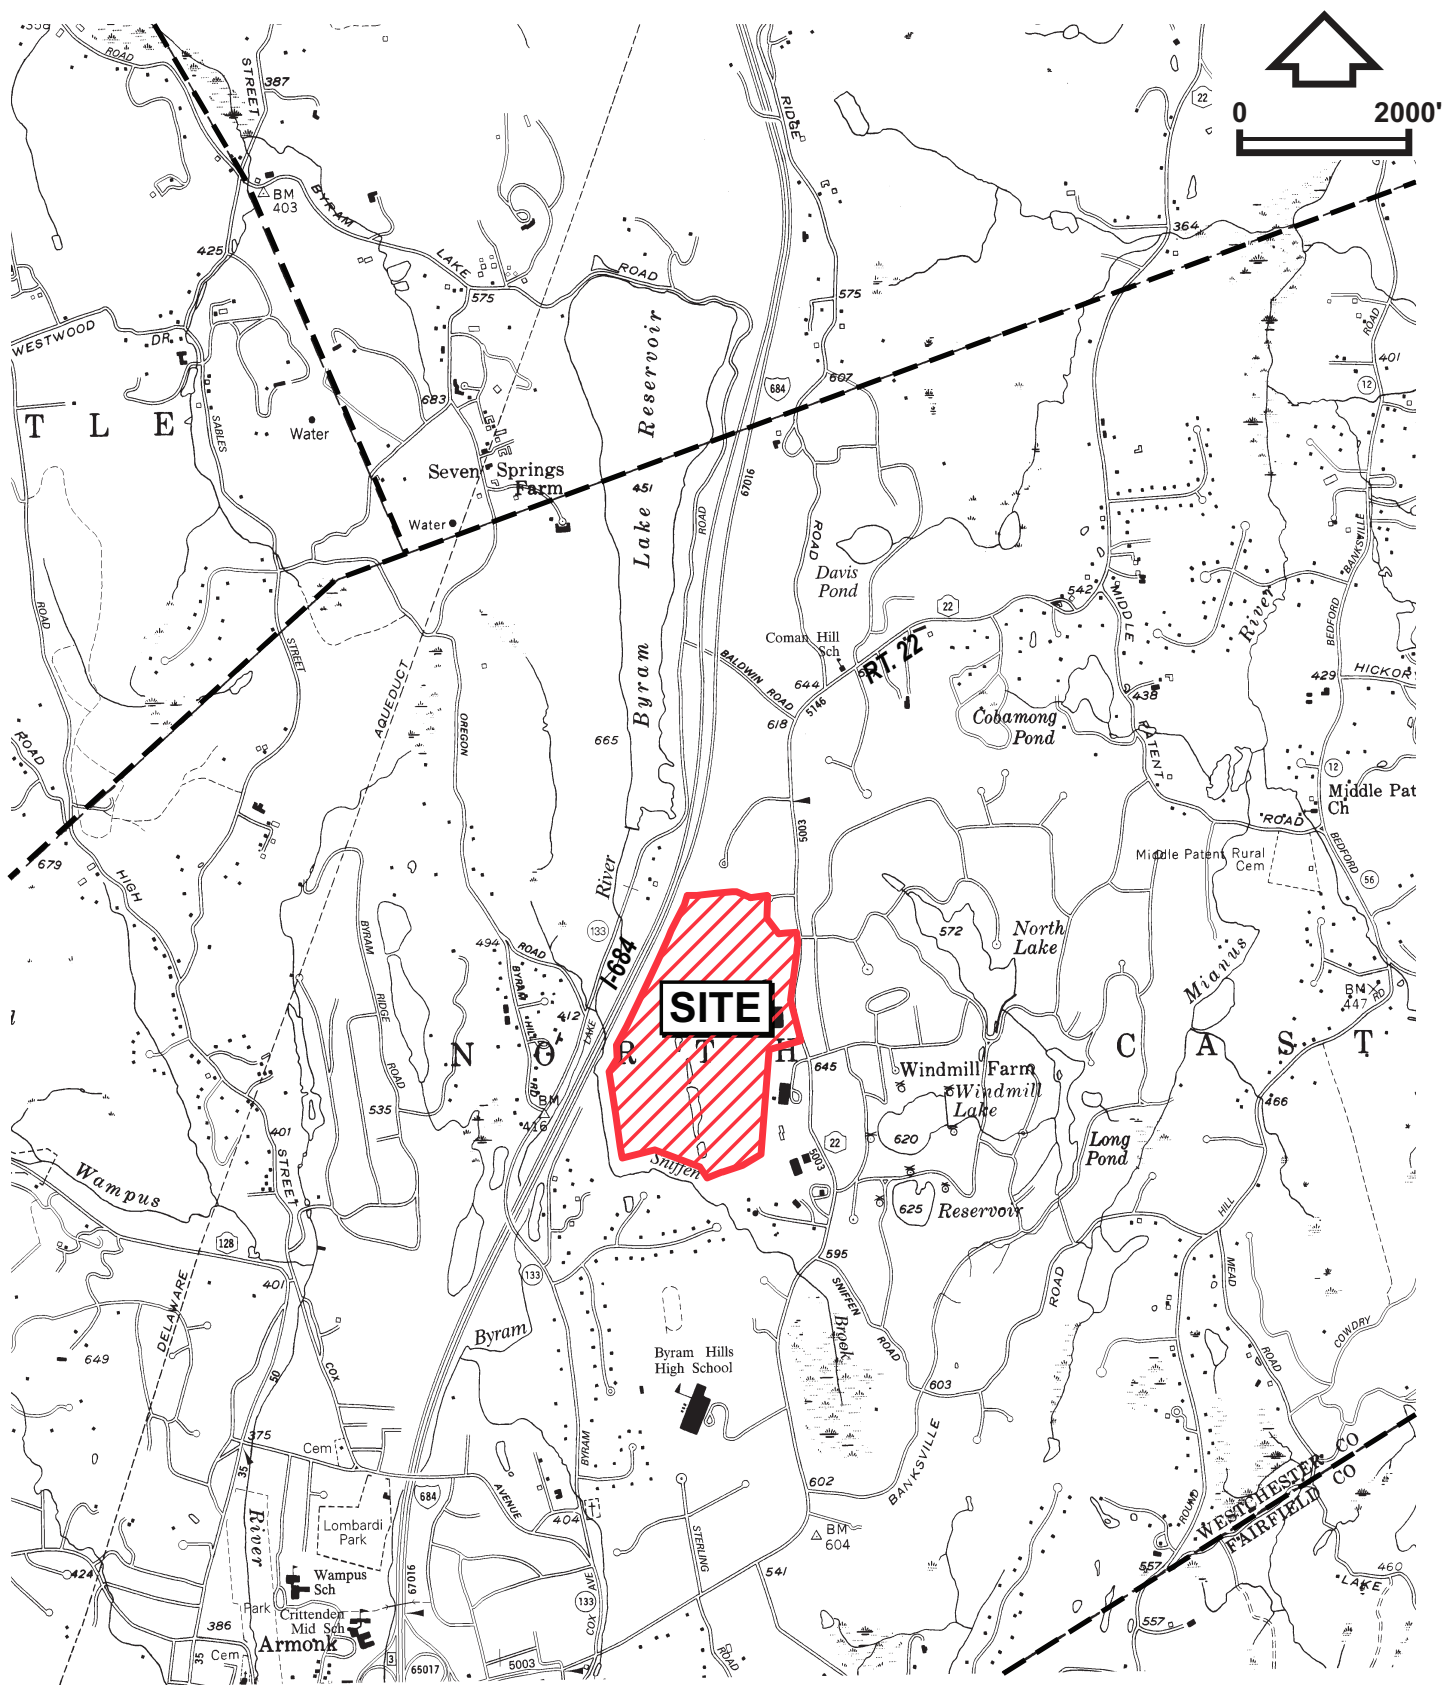 358
ROAD
STREET
387
RIDGE
22
0 2000'
BM
403
BYRAM
425
LAKE
575
ROAD
364
575
WESTWOOD
DR.
Byram Lake Reservoir
684
607
ROAD
401
12
683
T L E
SABLES
Water
Seven Springs
Farm
451
67016
Water
ROAD
ROAD
BANKSVILLE
Davis
Pond
542
MIDDLE
22
River
BEDFORD
ROAD
STREET
Coman Hill
Sch
RT. 22
BALDWIN ROAD
644
5146
618
429
HICKORY
438
AQUEDUCT
OREGON
665
Cobamong
Pond
PATENT
12
Middle Pat
Ch
ROAD
5003
ROAD
BEDFORD
679
HIGH
Middle Patent Rural
Cem
56
River
133
I-684
494
ROAD
BYRAM
RIDGE
ROAD
BYRAM
HILL
RD
412
LAKE
572
North
Lake
Mianus
BM
447
RD
SITE
N O R T H
C A S T
645
Windmill Farm
Windmill
Lake
535
BM
416
620
466
401
STREET
Long
Pond
22
5003
Sniffen
Wampus
625
Reservoir
HILL
128
595
133
401
MEAD
ROAD
SNIFFEN
ROAD
Brook
DELAWARE
Byram
COWDRY
ROAD
649
COX
50
Byram Hills
High School
603
375
Cem
35
BYRAM
BANKSVILLE
WESTCHESTER CO
FAIRFIELD CO
602
684
AVENUE
404
ROUND
River
Lombardi
Park
STERLING
BM
604
541
557
460
LAKE
424
Wampus
Sch
67016
133
COX AVE
Park
Crittenden
Mid Sch
386
Armonk
557
35
Cem
3
65017
5003
ROAD